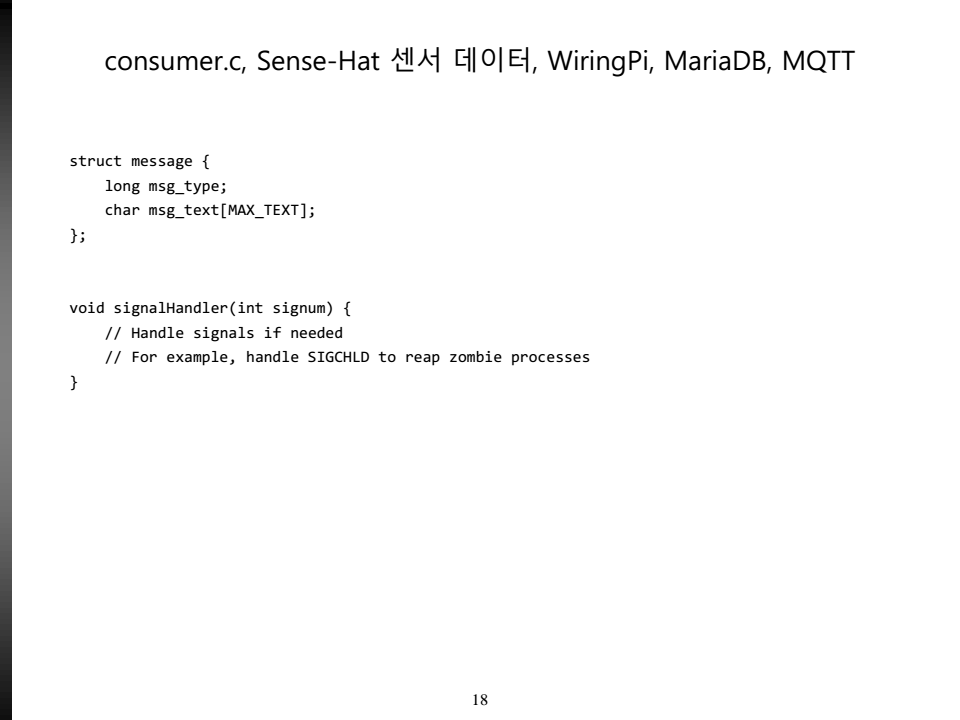 consumer.c, Sense-Hat 센서 데이터, WiringPi, MariaDB, MQTT
struct message {
    long msg_type;
    char msg_text[MAX_TEXT];
};
void signalHandler(int signum) {
    // Handle signals if needed
    // For example, handle SIGCHLD to reap zombie processes
}
18